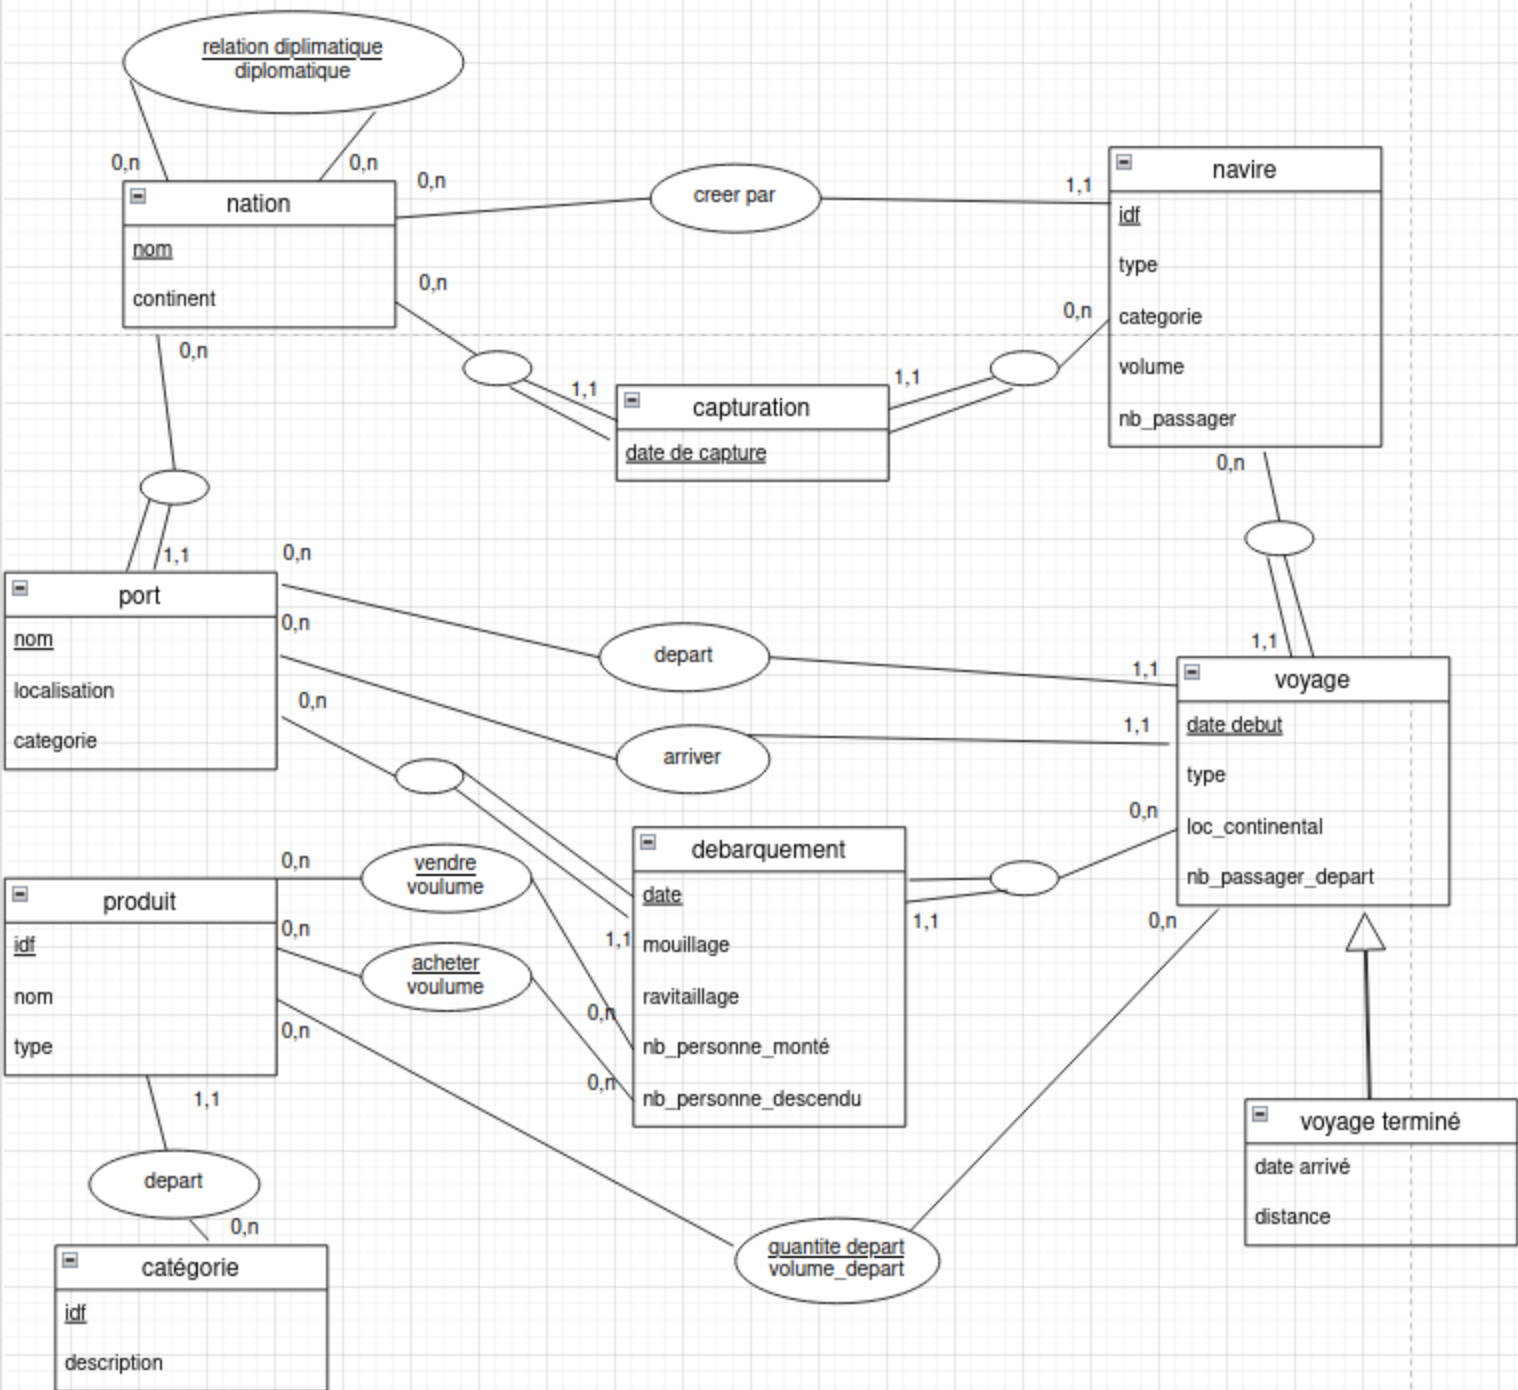 relation diplimatique
diplomatique
0,n
0,n
nation
nom
continent
0,n
creer par
1,1
navire
idf
type
categorie
volume
nb_passager
0,n
0,n
1,1
capturation
date de capture
1,1
0,n
0,n
1,1
0,n
1,1
port
nom
localisation
categorie
0,n
depart
1,1
0,n
arriver
1,1
0,n
voyage
date debut
type
loc_continental
nb_passager_depart
0,n
debarquement
date
mouillage
ravitaillage
nb_personne_monté
nb_personne_descendu
1,1
1,1
0,n
0,n
produit
idf
nom
type
0,n
vendre
voulume
0,n
acheter
voulume
0,n
0,n
1,1
depart
0,n
catégorie
idf
description
quantite depart
volume_depart
voyage terminé
date arrivé
distance